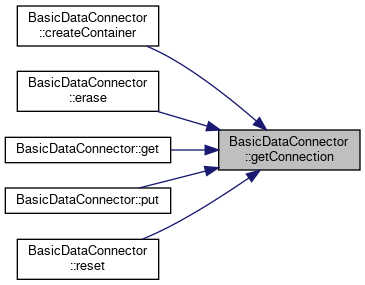 BasicDataConnector
::createContainer
BasicDataConnector
::erase
BasicDataConnector::get
BasicDataConnector::put
BasicDataConnector
::reset
BasicDataConnector
::getConnection